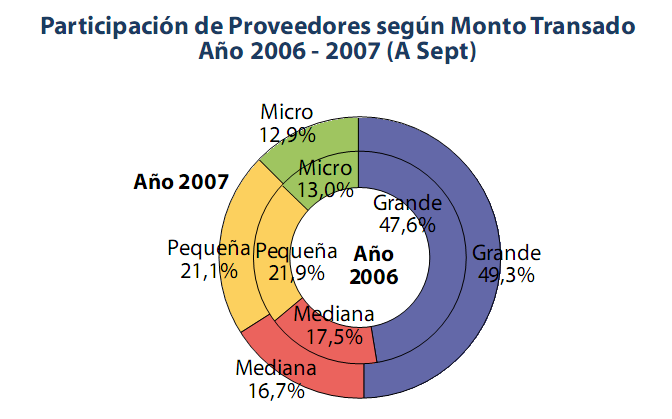 Participación de Proveedores según Monto Transado
Año 2006 - 2007 (A Sept)
Micro
12,9%
Micro
13,0%
Año 2007
Grande
47,6%
Pequeña
21,1%
Pequeña
21,9%
Año
2006
Grande
49,3%
Mediana
17,5%
Mediana
16,7%